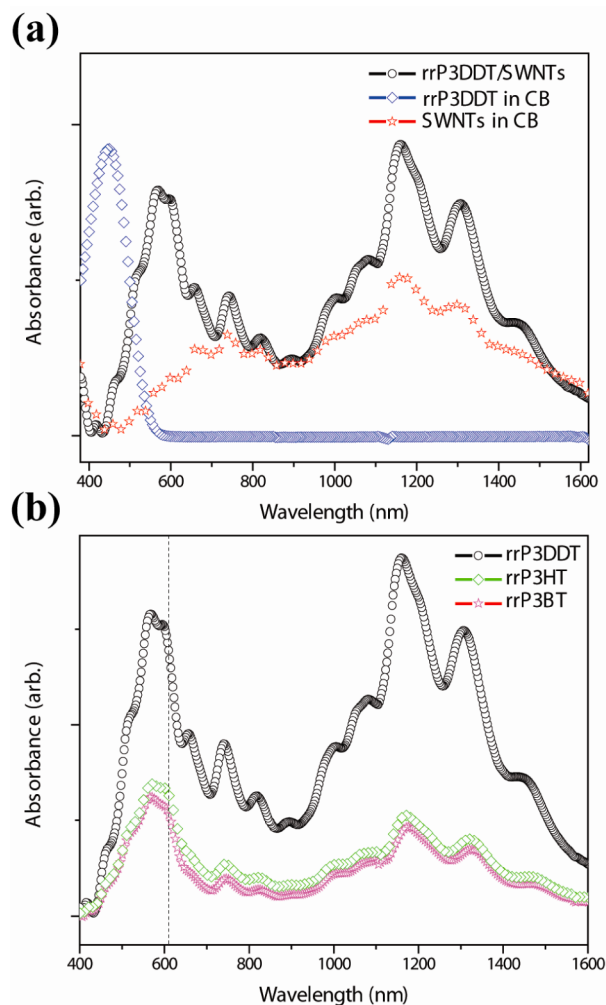 (a)
rrP3DDT/SWNTs
rrP3DDT in CB
SWNTs in CB
Absorbance (arb.)
400 600 800 1000 1200 1400 1600
Wavelength (nm)
(b)
rrP3DDT
rrP3HT
rrP3BT
Absorbance (arb.)
400 600 800 1000 1200 1400 1600
Wavelength (nm)